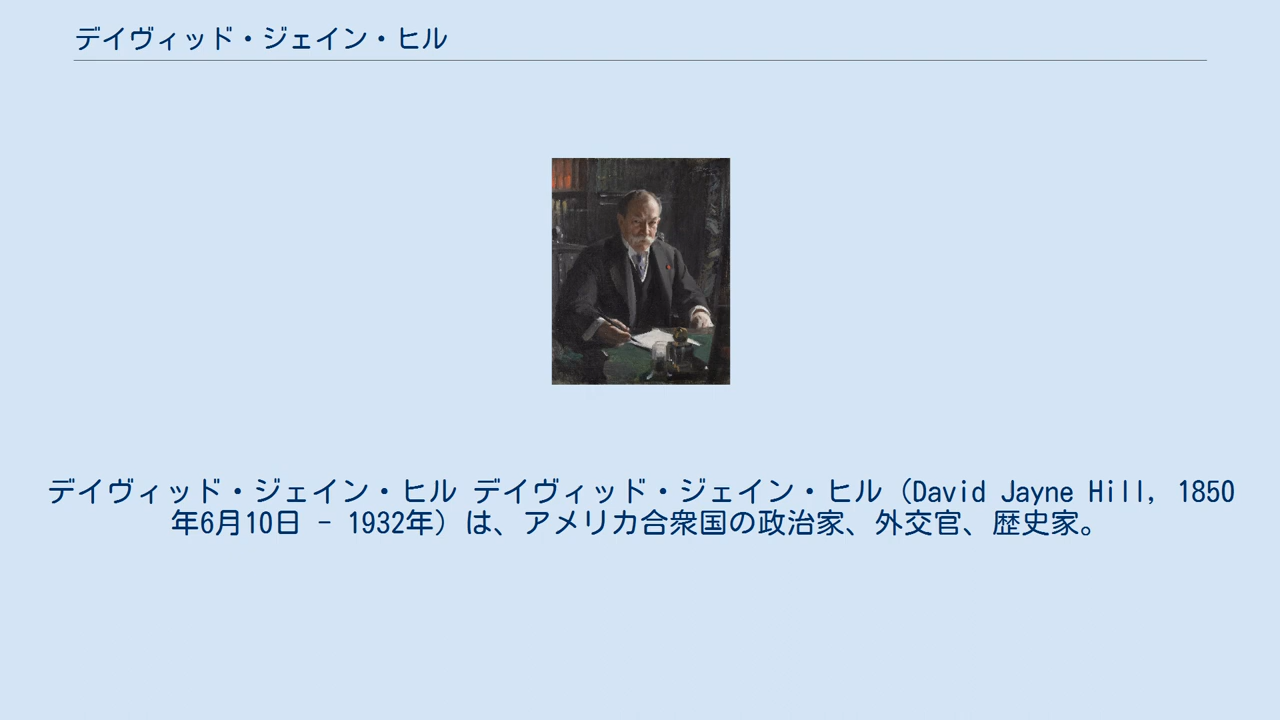 デイヴィッド・ジェイン・ヒル
デイヴィッド・ジェイン・ヒル デイヴィッド・ジェイン・ヒル（David Jayne Hill, 1850
年6月10日 - 1932年）は、アメリカ合衆国の政治家、外交官、歴史家。